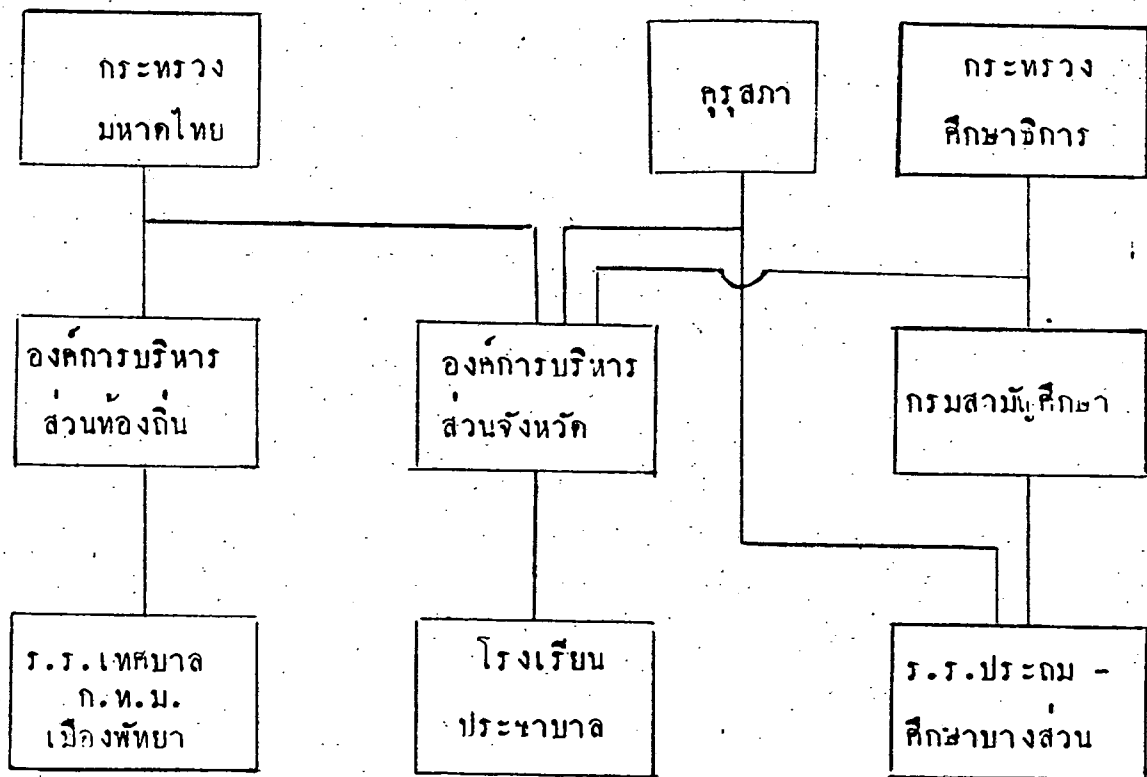 กระทรวง
มหาดไทย
คุรุสภา
กระทรวง
ศึกษาธิการ
องค์การบริหาร
ส่วนท้องถิ่น
องค์การบริหาร
ส่วนจังหวัด
กรมสามัญศึกษา
ร.ร.เทศบาล
ก.ท.ม.
เมืองพัทยา
โรงเรียน
ประชาบาล
ร.ร.ประถม -
ศึกษาบางส่วน